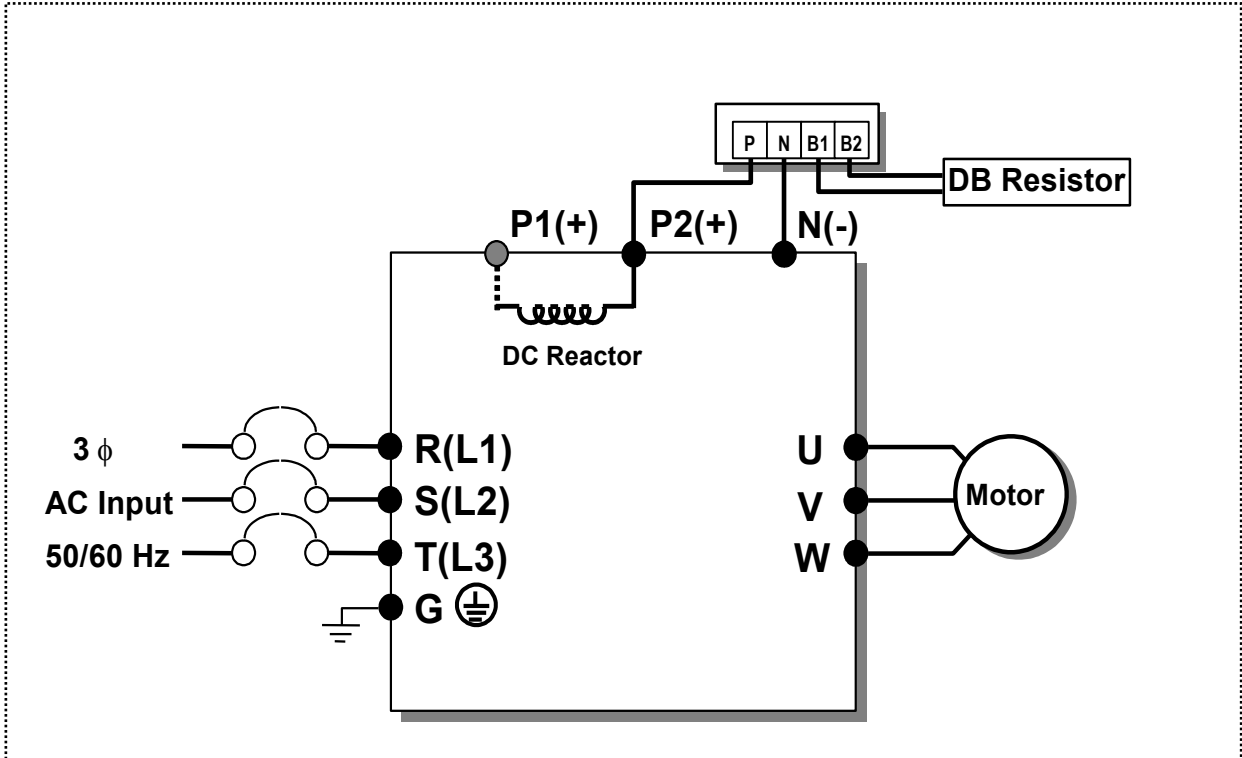 P N B1 B2
DB Resistor
P1(+) P2(+) N(-)
DC Reactor
3 ϕ
AC Input
50/60 Hz
R(L1)
S(L2)
T(L3)
G
U
V
W
Motor